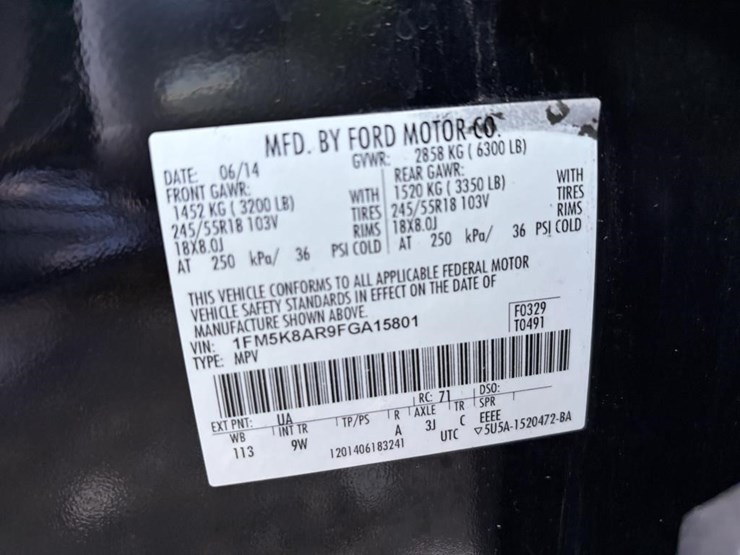 MFD. BY FORD MOTOR CO.
DATE: 06/14 GVWR: 2858 KG ( 6300 LB)
FRONT GAWR: REAR GAWR:
1452 KG ( 3200 LB) WITH 1520 KG ( 3350 LB) WITH
245/55R18 103V TIRES 245/55R18 103V TIRES
18X8.0J RIMS 18X8.0J RIMS
AT 250 kPa/ 36 PSI COLD AT 250 kPa/ 36 PSI COLD
THIS VEHICLE CONFORMS TO ALL APPLICABLE FEDERAL MOTOR
VEHICLE SAFETY STANDARDS IN EFFECT ON THE DATE OF
MANUFACTURE SHOWN ABOVE.
VIN: 1FM5K8AR9FGA15801 F0329
TYPE: MPV T0491
EXT PNT: UA RC: 71 DSO:
WB INT TR TP/PS R AXLE TR SPR
113 9W A 3J C EEEE
1201406183241 UTC ▽5U5A-1520472-BA